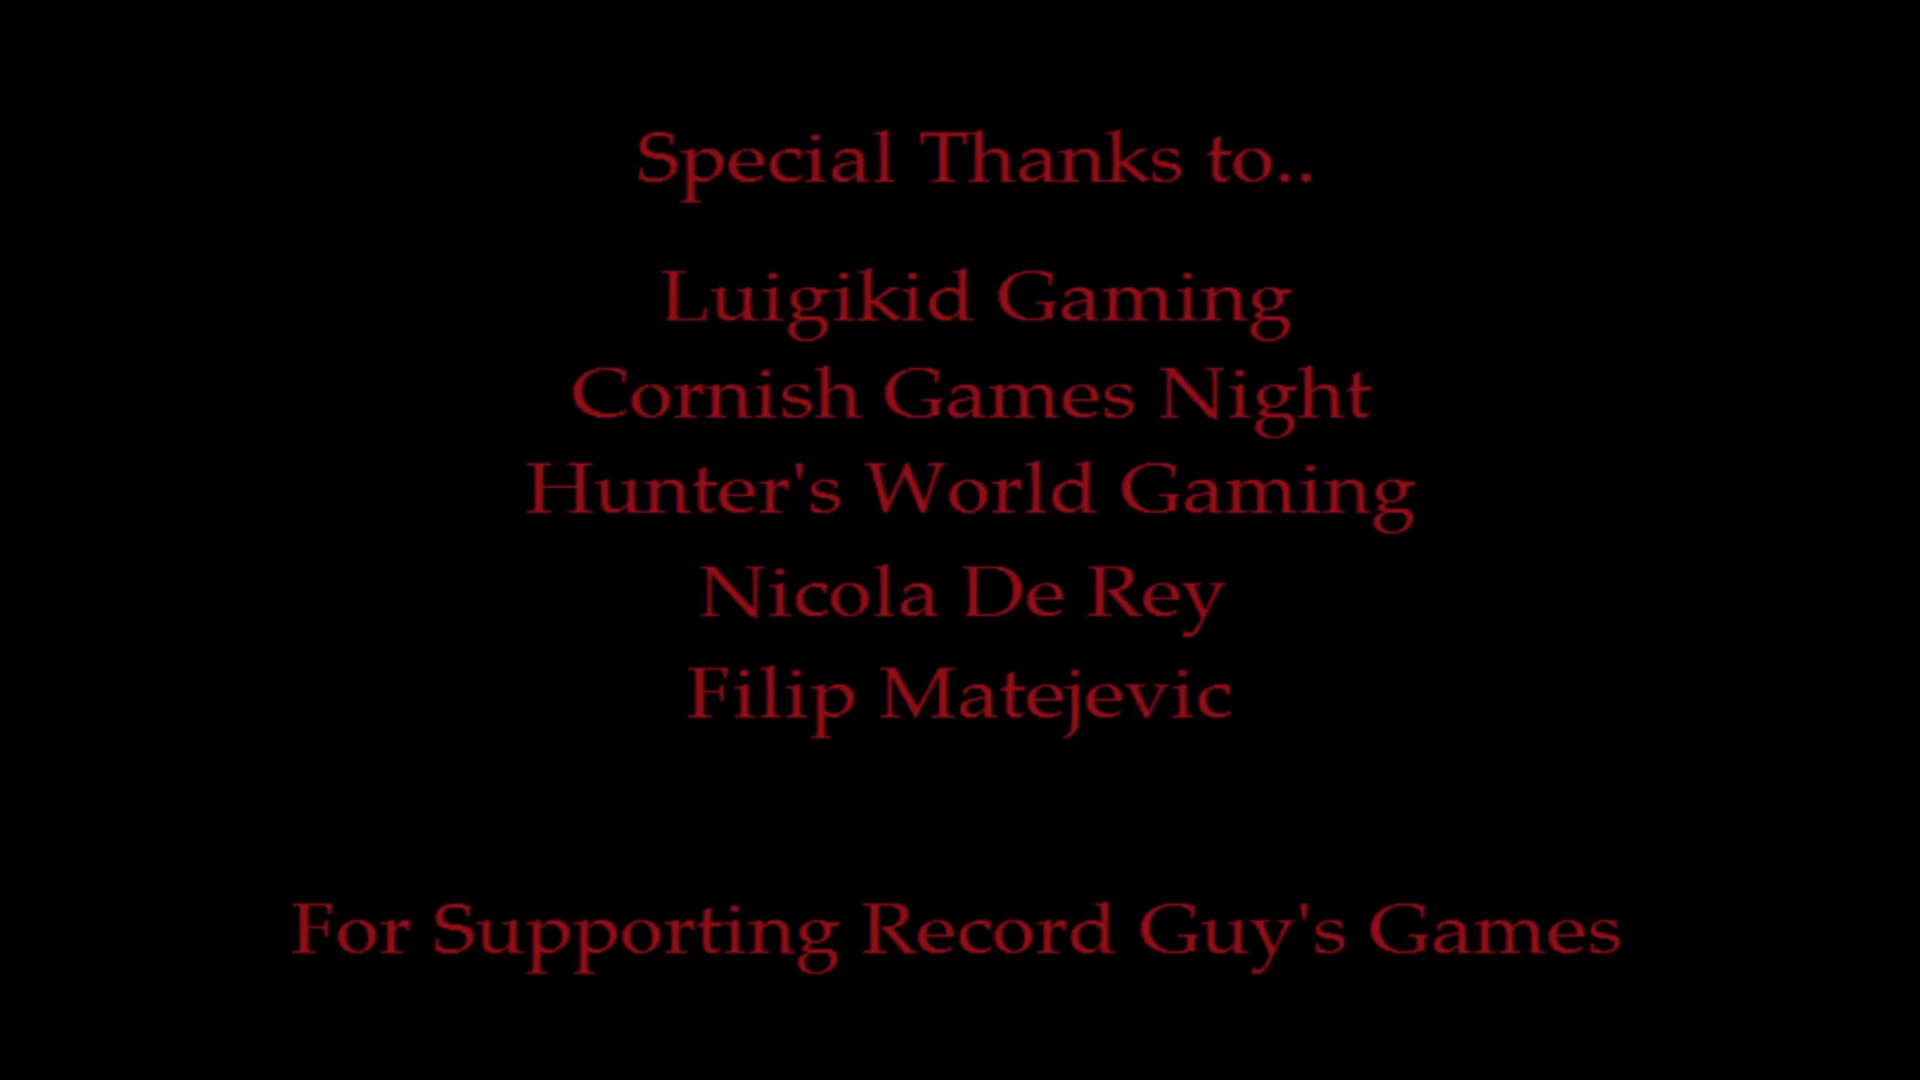 Special Thanks to..
Luigikid Gaming
Cornish Games Night
Hunter's World Gaming
Nicola De Rey
Filip Matejevic
For Supporting Record Guy's Games